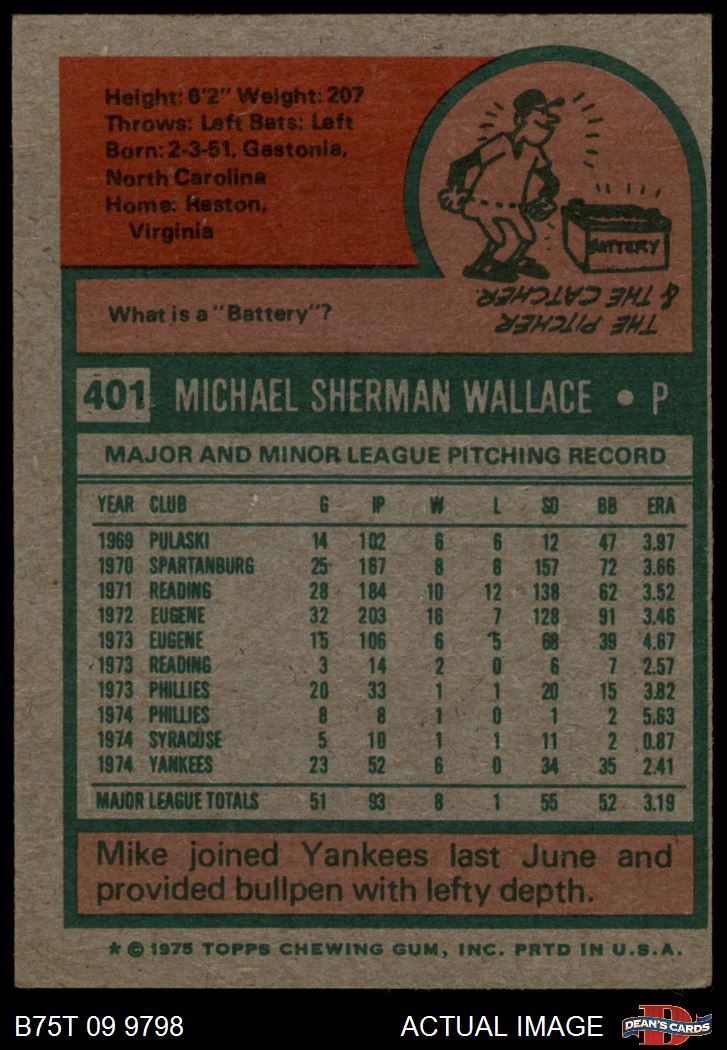 Height: 6'2" Weight: 207
Throws: Left Bats: Left
Born: 2-3-51, Gastonia,
North Carolina
Home: Reston,
Virginia
BATTERY
What is a "Battery"?
THE PITCHER
& THE CATCHER.
401 MICHAEL SHERMAN WALLACE • P
MAJOR AND MINOR LEAGUE PITCHING RECORD
YEAR CLUB G IP W L SO BB ERA
1969 PULASKI 14 102 6 6 12 47 3.97
1970 SPARTANBURG 25 167 8 8 157 72 3.66
1971 READING 28 184 10 12 138 62 3.52
1972 EUGENE 32 203 16 7 128 91 3.46
1973 EUGENE 15 106 6 5 68 39 4.67
1973 READING 3 14 2 0 6 7 2.57
1973 PHILLIES 20 33 1 1 20 15 3.82
1974 PHILLIES 8 8 1 0 1 2 5.63
1974 SYRACUSE 5 10 1 1 11 2 0.87
1974 YANKEES 23 52 6 0 34 35 2.41
MAJOR LEAGUE TOTALS 51 93 8 1 55 52 3.19
Mike joined Yankees last June and
provided bullpen with lefty depth.
* © 1975 TOPPS CHEWING GUM, INC. PRTD IN U.S.A.
B75T 09 9798 ACTUAL IMAGE D DEAN'S CARDS